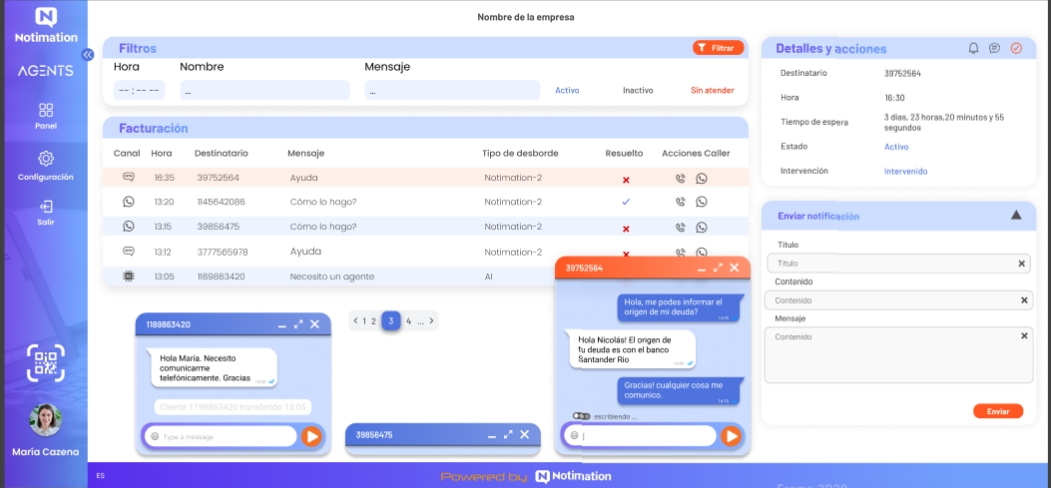 Nombre de la empresa
Notimation
AGENTS
Panel
Configuración
Salir
María Cazena
Filtros
Filtrar
Hora Nombre Mensaje
-- : -- -- ... ... Activo Inactivo Sin atender
Facturación
Canal Hora Destinatario Mensaje Tipo de desborde Resuelto Acciones Caller
16:35 39752564 Ayuda Notimation-2
13:20 1145642086 Cómo lo hago? Notimation-2
13:15 39856475 Cómo lo hago? Notimation-2
13:12 3777565978 Ayuda Notimation-2
13:05 1189863420 Necesito un agente AI
< 1 2 3 4 ... >
1189863420
Hola María. Necesito
comunicarme
telefónicamente. Gracias
Cliente 1198863420 transferido 13:05
Type a message
39856475
39752564
Hola, me podes informar el
origen de mi deuda?
Hola Nicolás! El origen de
tu deuda es con el banco
Santander Rio
Gracias! cualquier cosa me
comunico.
escribiendo ...
Detalles y acciones
Destinatario 39752564
Hora 16:30
Tiempo de espera 3 dias, 23 horas,20 minutos y 55
segundos
Estado Activo
Intervención Intervenido
Enviar notificación
Titulo
Titulo
Contenido
Contenido
Mensaje
Contenido
Enviar
ES
Powered by Notimation